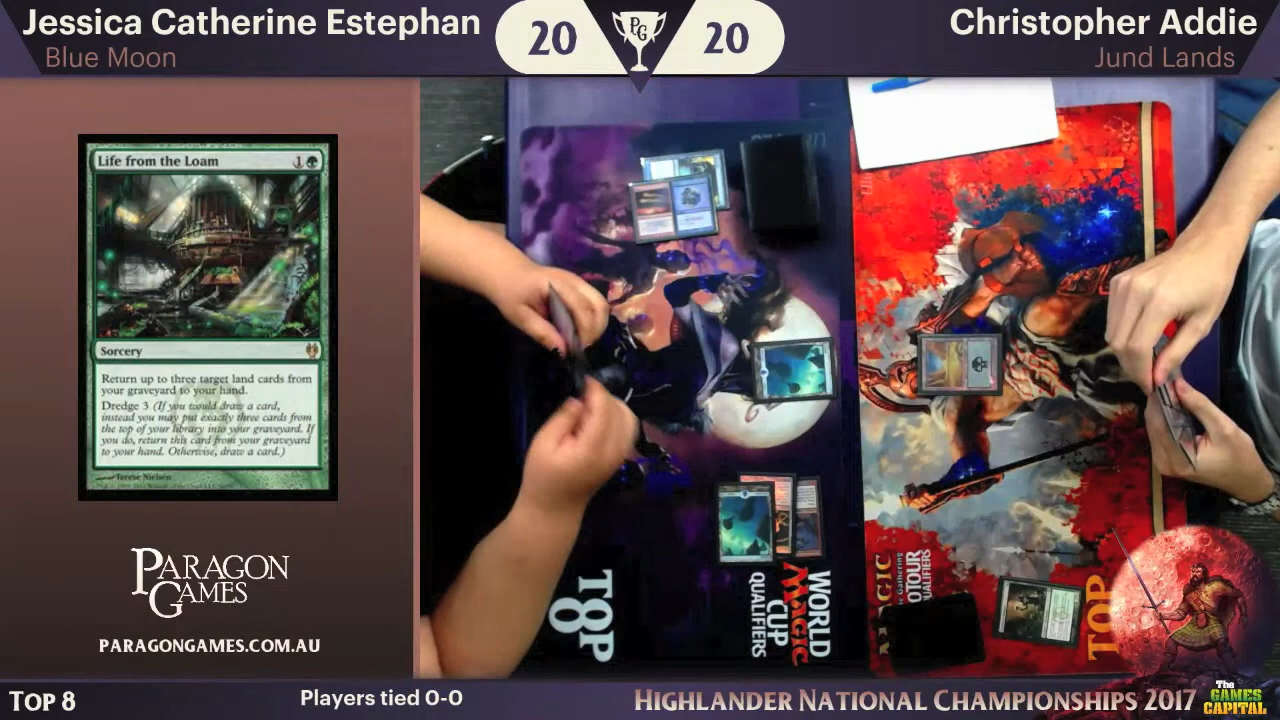 Jessica Catherine Estephan
Blue Moon
20
PG
20
Christopher Addie
Jund Lands
Life from the Loam
1
Sorcery
Return up to three target land cards from
your graveyard to your hand.
Dredge 3 (If you would draw a card,
instead you may put exactly three cards from
the top of your library into your graveyard. If
you do, return this card from your graveyard
to your hand. Otherwise, draw a card.)
Terese Nielsen
PARAGON
GAMES
PARAGONGAMES.COM.AU
TOP
8
WORLD
MAGIC
CUP
QUALIFIERS
TOP
TOP 8
Players tied 0-0
HIGHLANDER NATIONAL CHAMPIONSHIPS 2017
The
GAMES
CAPITAL